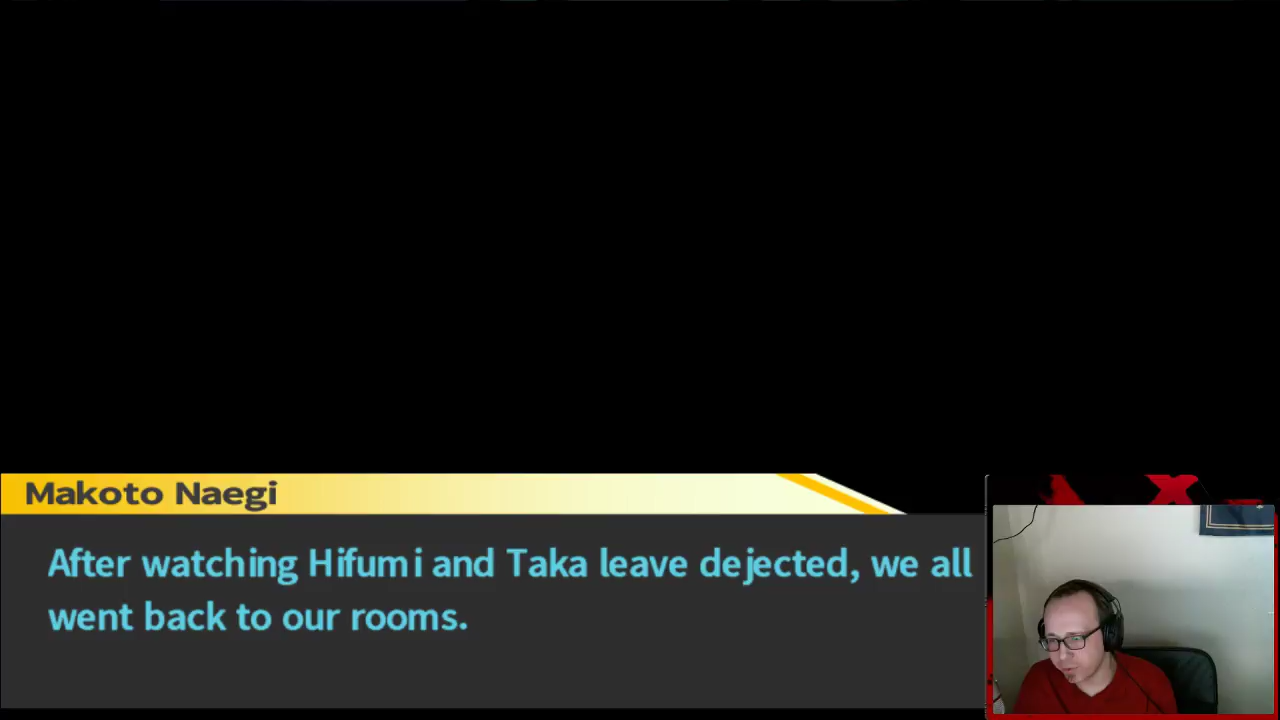 Makoto Naegi
After watching Hifumi and Taka leave dejected, we all
went back to our rooms.